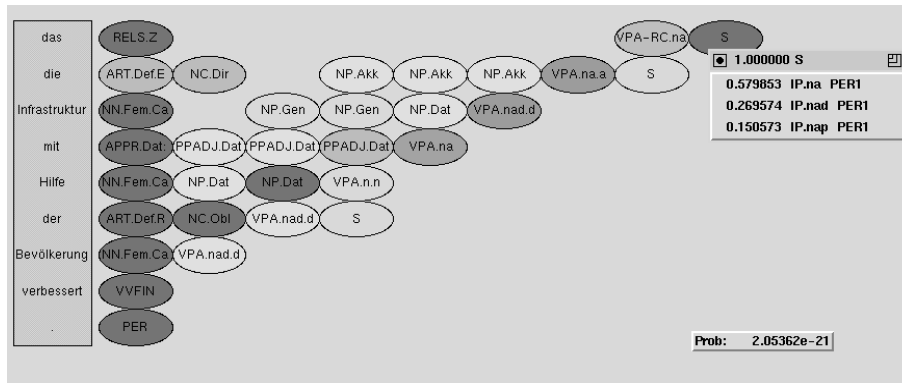 das RELS.Z VPA-RC.na S
1.000000 S
die ART.Def.E NC.Dir NP.Akk NP.Akk NP.Akk VPA.na.a S
0.579853 IP.na PER1
0.269574 IP.nad PER1
0.150573 IP.nap PER1
Infrastruktur NN.Fem.Ca NP.Gen NP.Gen NP.Dat VPA.nad.d
mit APPR.Dat: PPADJ.Dat PPADJ.Dat PPADJ.Dat VPA.na
Hilfe NN.Fem.Ca NP.Dat NP.Dat VPA.n.n
der ART.Def.R NC.Obl VPA.nad.d S
Bevölkerung NN.Fem.Ca VPA.nad.d
verbessert VVFIN
. PER
Prob: 2.05362e-21